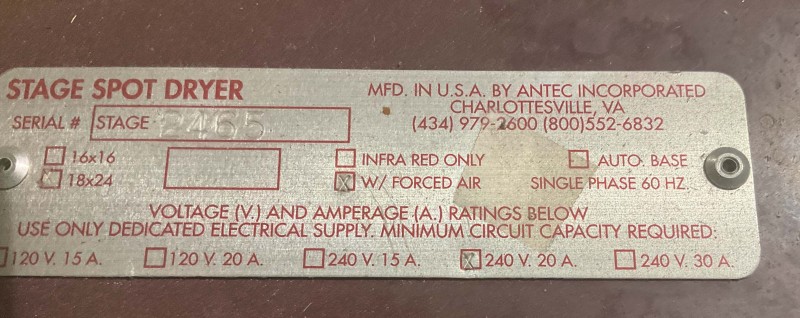 STAGE SPOT DRYER
SERIAL # STAGE 2465
MFD. IN U.S.A. BY ANTEC INCORPORATED
CHARLOTTESVILLE, VA
(434) 979-2600 (800)552-6832
16x16
18x24
INFRA RED ONLY
W/ FORCED AIR
AUTO. BASE
SINGLE PHASE 60 HZ.
VOLTAGE (V.) AND AMPERAGE (A.) RATINGS BELOW
USE ONLY DEDICATED ELECTRICAL SUPPLY. MINIMUM CIRCUIT CAPACITY REQUIRED:
120 V. 15 A. 120 V. 20 A. 240 V. 15 A. 240 V. 20 A. 240 V. 30 A.